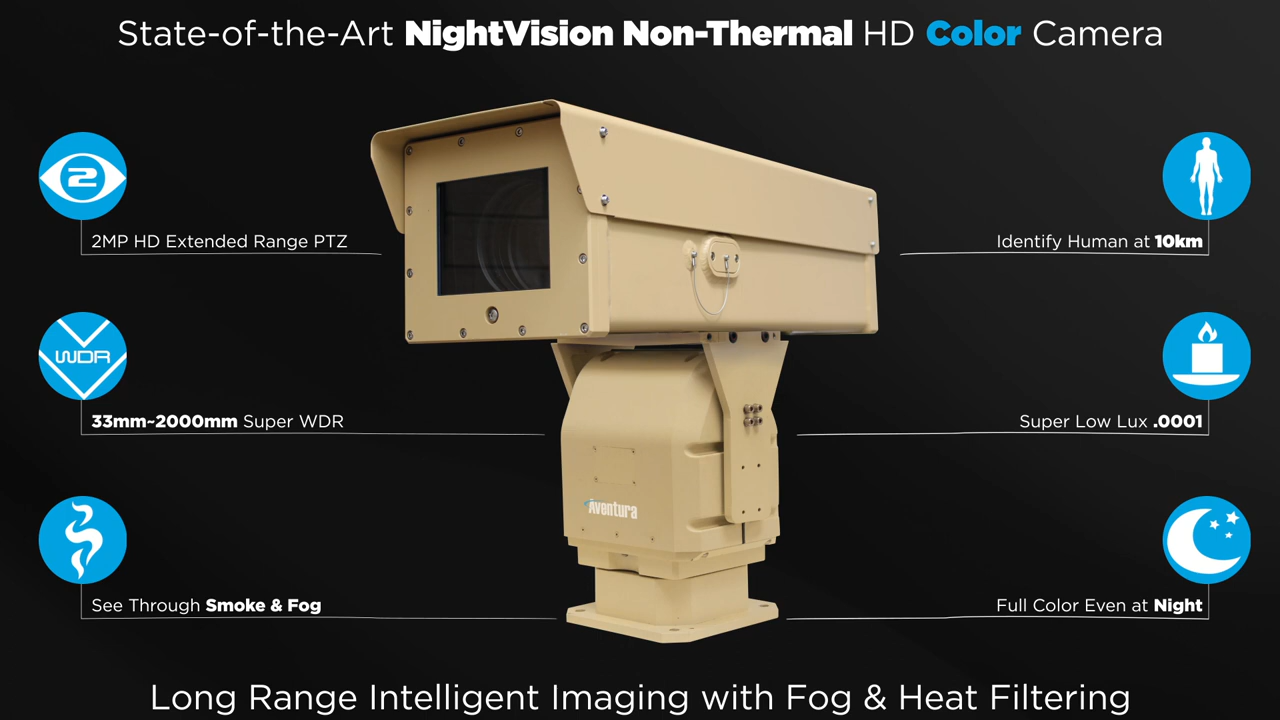 State-of-the-Art NightVision Non-Thermal HD Color Camera
2
2MP HD Extended Range PTZ
Identify Human at 10km
WDR
33mm~2000mm Super WDR
Super Low Lux .0001
Aventura
See Through Smoke & Fog
Full Color Even at Night
Long Range Intelligent Imaging with Fog & Heat Filtering